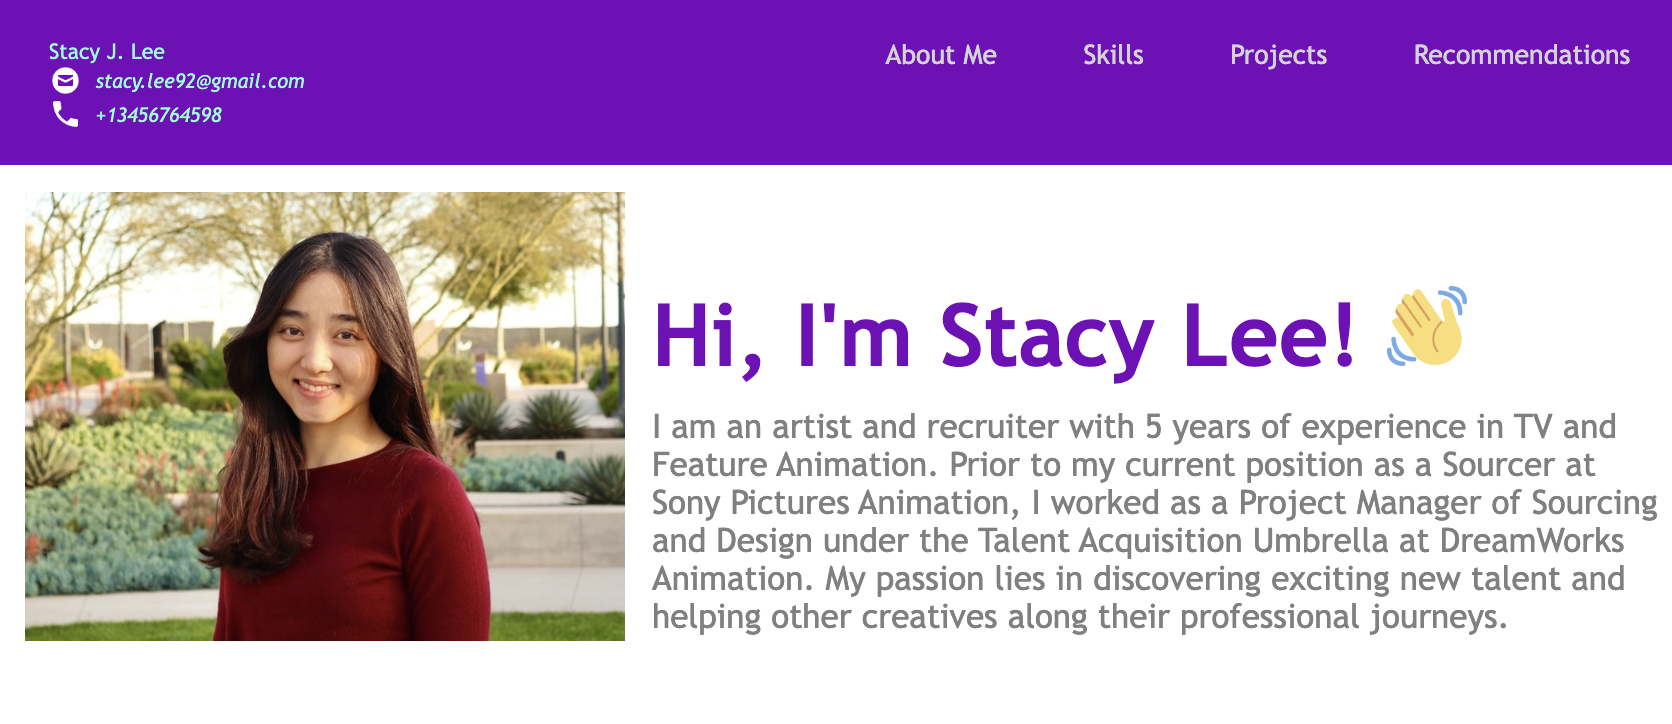 Stacy J. Lee
stacy.lee92@gmail.com
+13456764598
About Me
Skills
Projects
Recommendations
Hi, I'm Stacy Lee! 👋
I am an artist and recruiter with 5 years of experience in TV and
Feature Animation. Prior to my current position as a Sourcer at
Sony Pictures Animation, I worked as a Project Manager of Sourcing
and Design under the Talent Acquisition Umbrella at DreamWorks
Animation. My passion lies in discovering exciting new talent and
helping other creatives along their professional journeys.